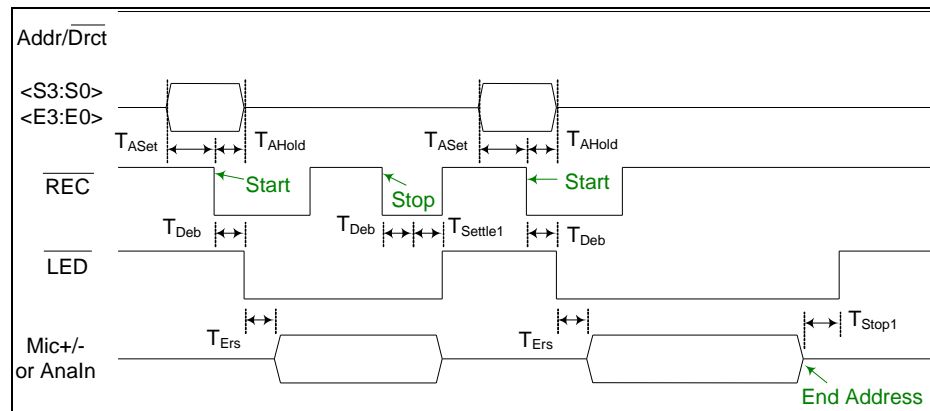 Addr/Drct
<S3:S0>
<E3:E0>
TASet
TAHold
TASet
TAHold
REC
Start
Stop
Start
TDeb
TDeb
TSettle1
TDeb
LED
TErs
TErs
TStop1
Mic+/-
or AnaIn
End Address